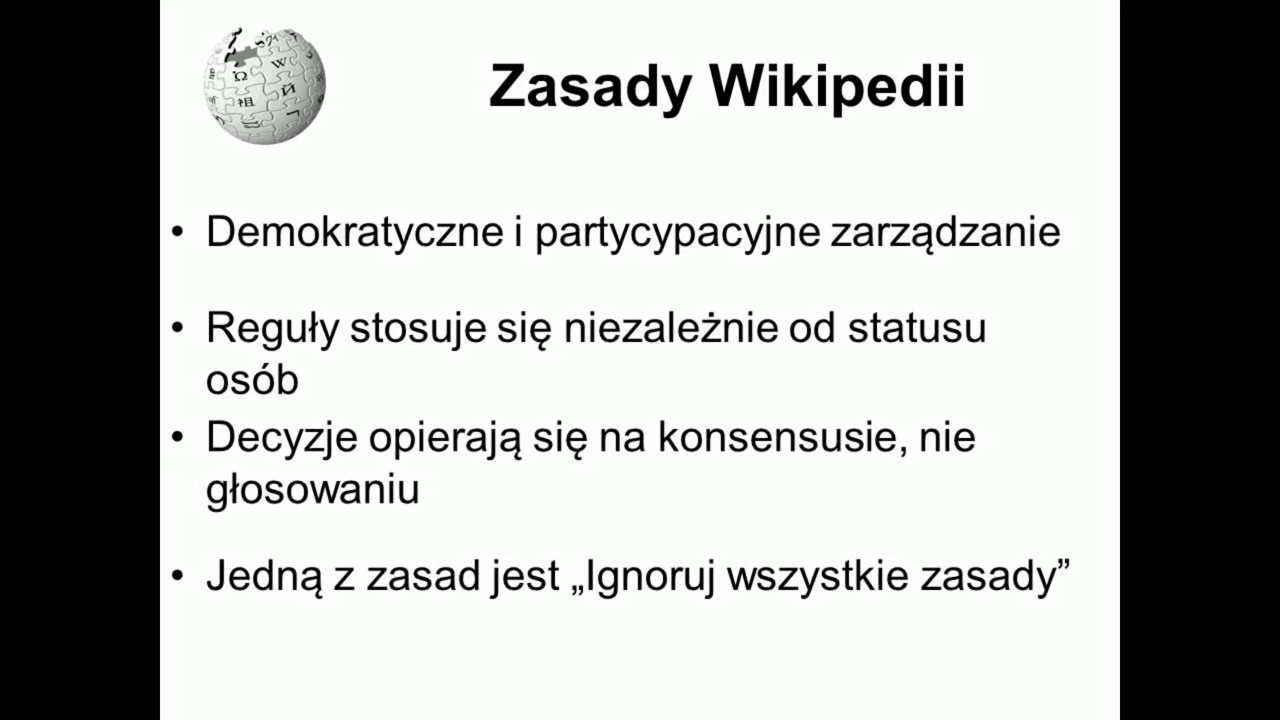 Zasady Wikipedii
• Demokratyczne i partycypacyjne zarządzanie
• Reguły stosuje się niezależnie od statusu
osób
• Decyzje opierają się na konsensusie, nie
głosowaniu
• Jedną z zasad jest „Ignoruj wszystkie zasady”